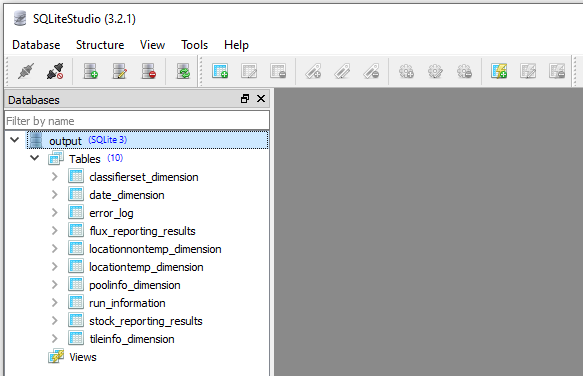 SQLiteStudio (3.2.1)
Database Structure View Tools Help
Databases
Filter by name
output (SQLite 3)
Tables (10)
classifierset_dimension
date_dimension
error_log
flux_reporting_results
locationnontemp_dimension
locationtemp_dimension
poolinfo_dimension
run_information
stock_reporting_results
tileinfo_dimension
Views